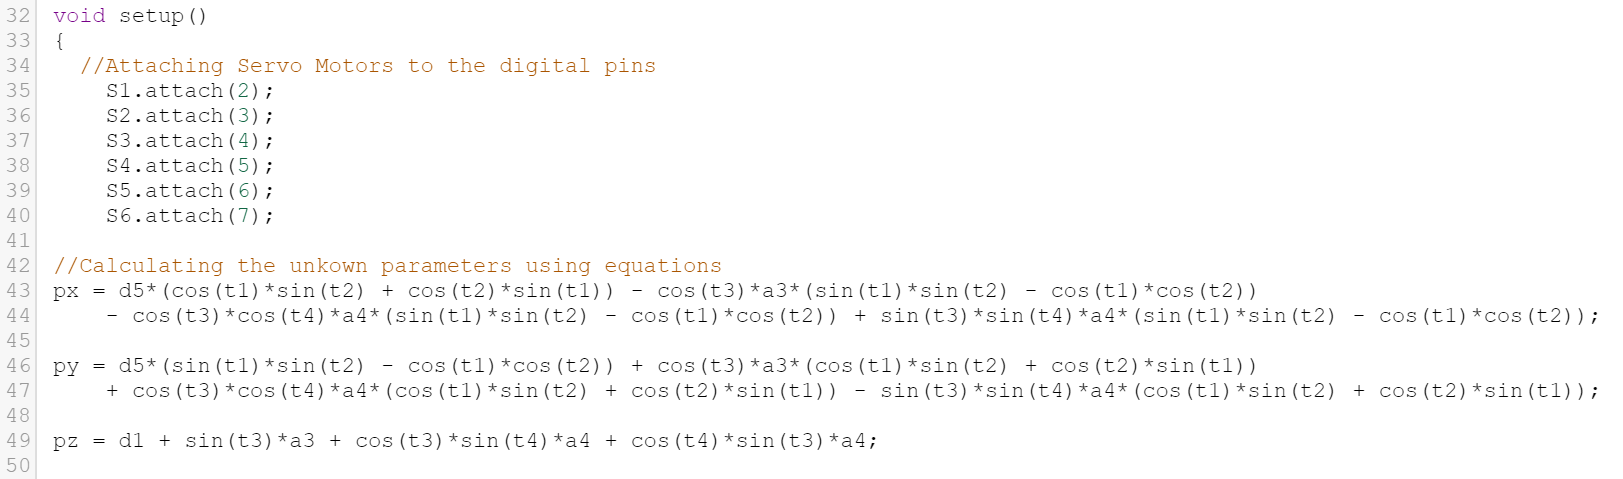 32 void setup()
33 {
34 //Attaching Servo Motors to the digital pins
35 S1.attach(2);
36 S2.attach(3);
37 S3.attach(4);
38 S4.attach(5);
39 S5.attach(6);
40 S6.attach(7);
41
42 //Calculating the unkown parameters using equations
43 px = d5*(cos(t1)*sin(t2) + cos(t2)*sin(t1)) - cos(t3)*a3*(sin(t1)*sin(t2) - cos(t1)*cos(t2))
44 - cos(t3)*cos(t4)*a4*(sin(t1)*sin(t2) - cos(t1)*cos(t2)) + sin(t3)*sin(t4)*a4*(sin(t1)*sin(t2) - cos(t1)*cos(t2));
45
46 py = d5*(sin(t1)*sin(t2) - cos(t1)*cos(t2)) + cos(t3)*a3*(cos(t1)*sin(t2) + cos(t2)*sin(t1))
47 + cos(t3)*cos(t4)*a4*(cos(t1)*sin(t2) + cos(t2)*sin(t1)) - sin(t3)*sin(t4)*a4*(cos(t1)*sin(t2) + cos(t2)*sin(t1));
48
49 pz = d1 + sin(t3)*a3 + cos(t3)*sin(t4)*a4 + cos(t4)*sin(t3)*a4;
50